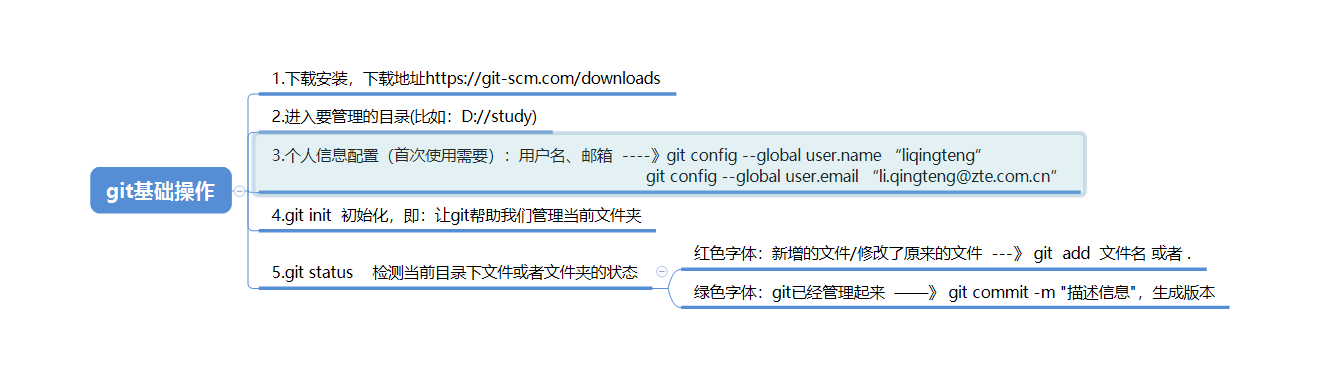 git基础操作
1.下载安装，下载地址https://git-scm.com/downloads
2.进入要管理的目录(比如：D://study)
3.个人信息配置（首次使用需要）：用户名、邮箱 ----》git config --global user.name “liqingteng“
git config --global user.email “li.qingteng@zte.com.cn”
4.git init 初始化，即：让git帮助我们管理当前文件夹
5.git status 检测当前目录下文件或者文件夹的状态
红色字体：新增的文件/修改了原来的文件 ---》 git add 文件名 或者 .
绿色字体：git已经管理起来 ——》 git commit -m "描述信息"，生成版本